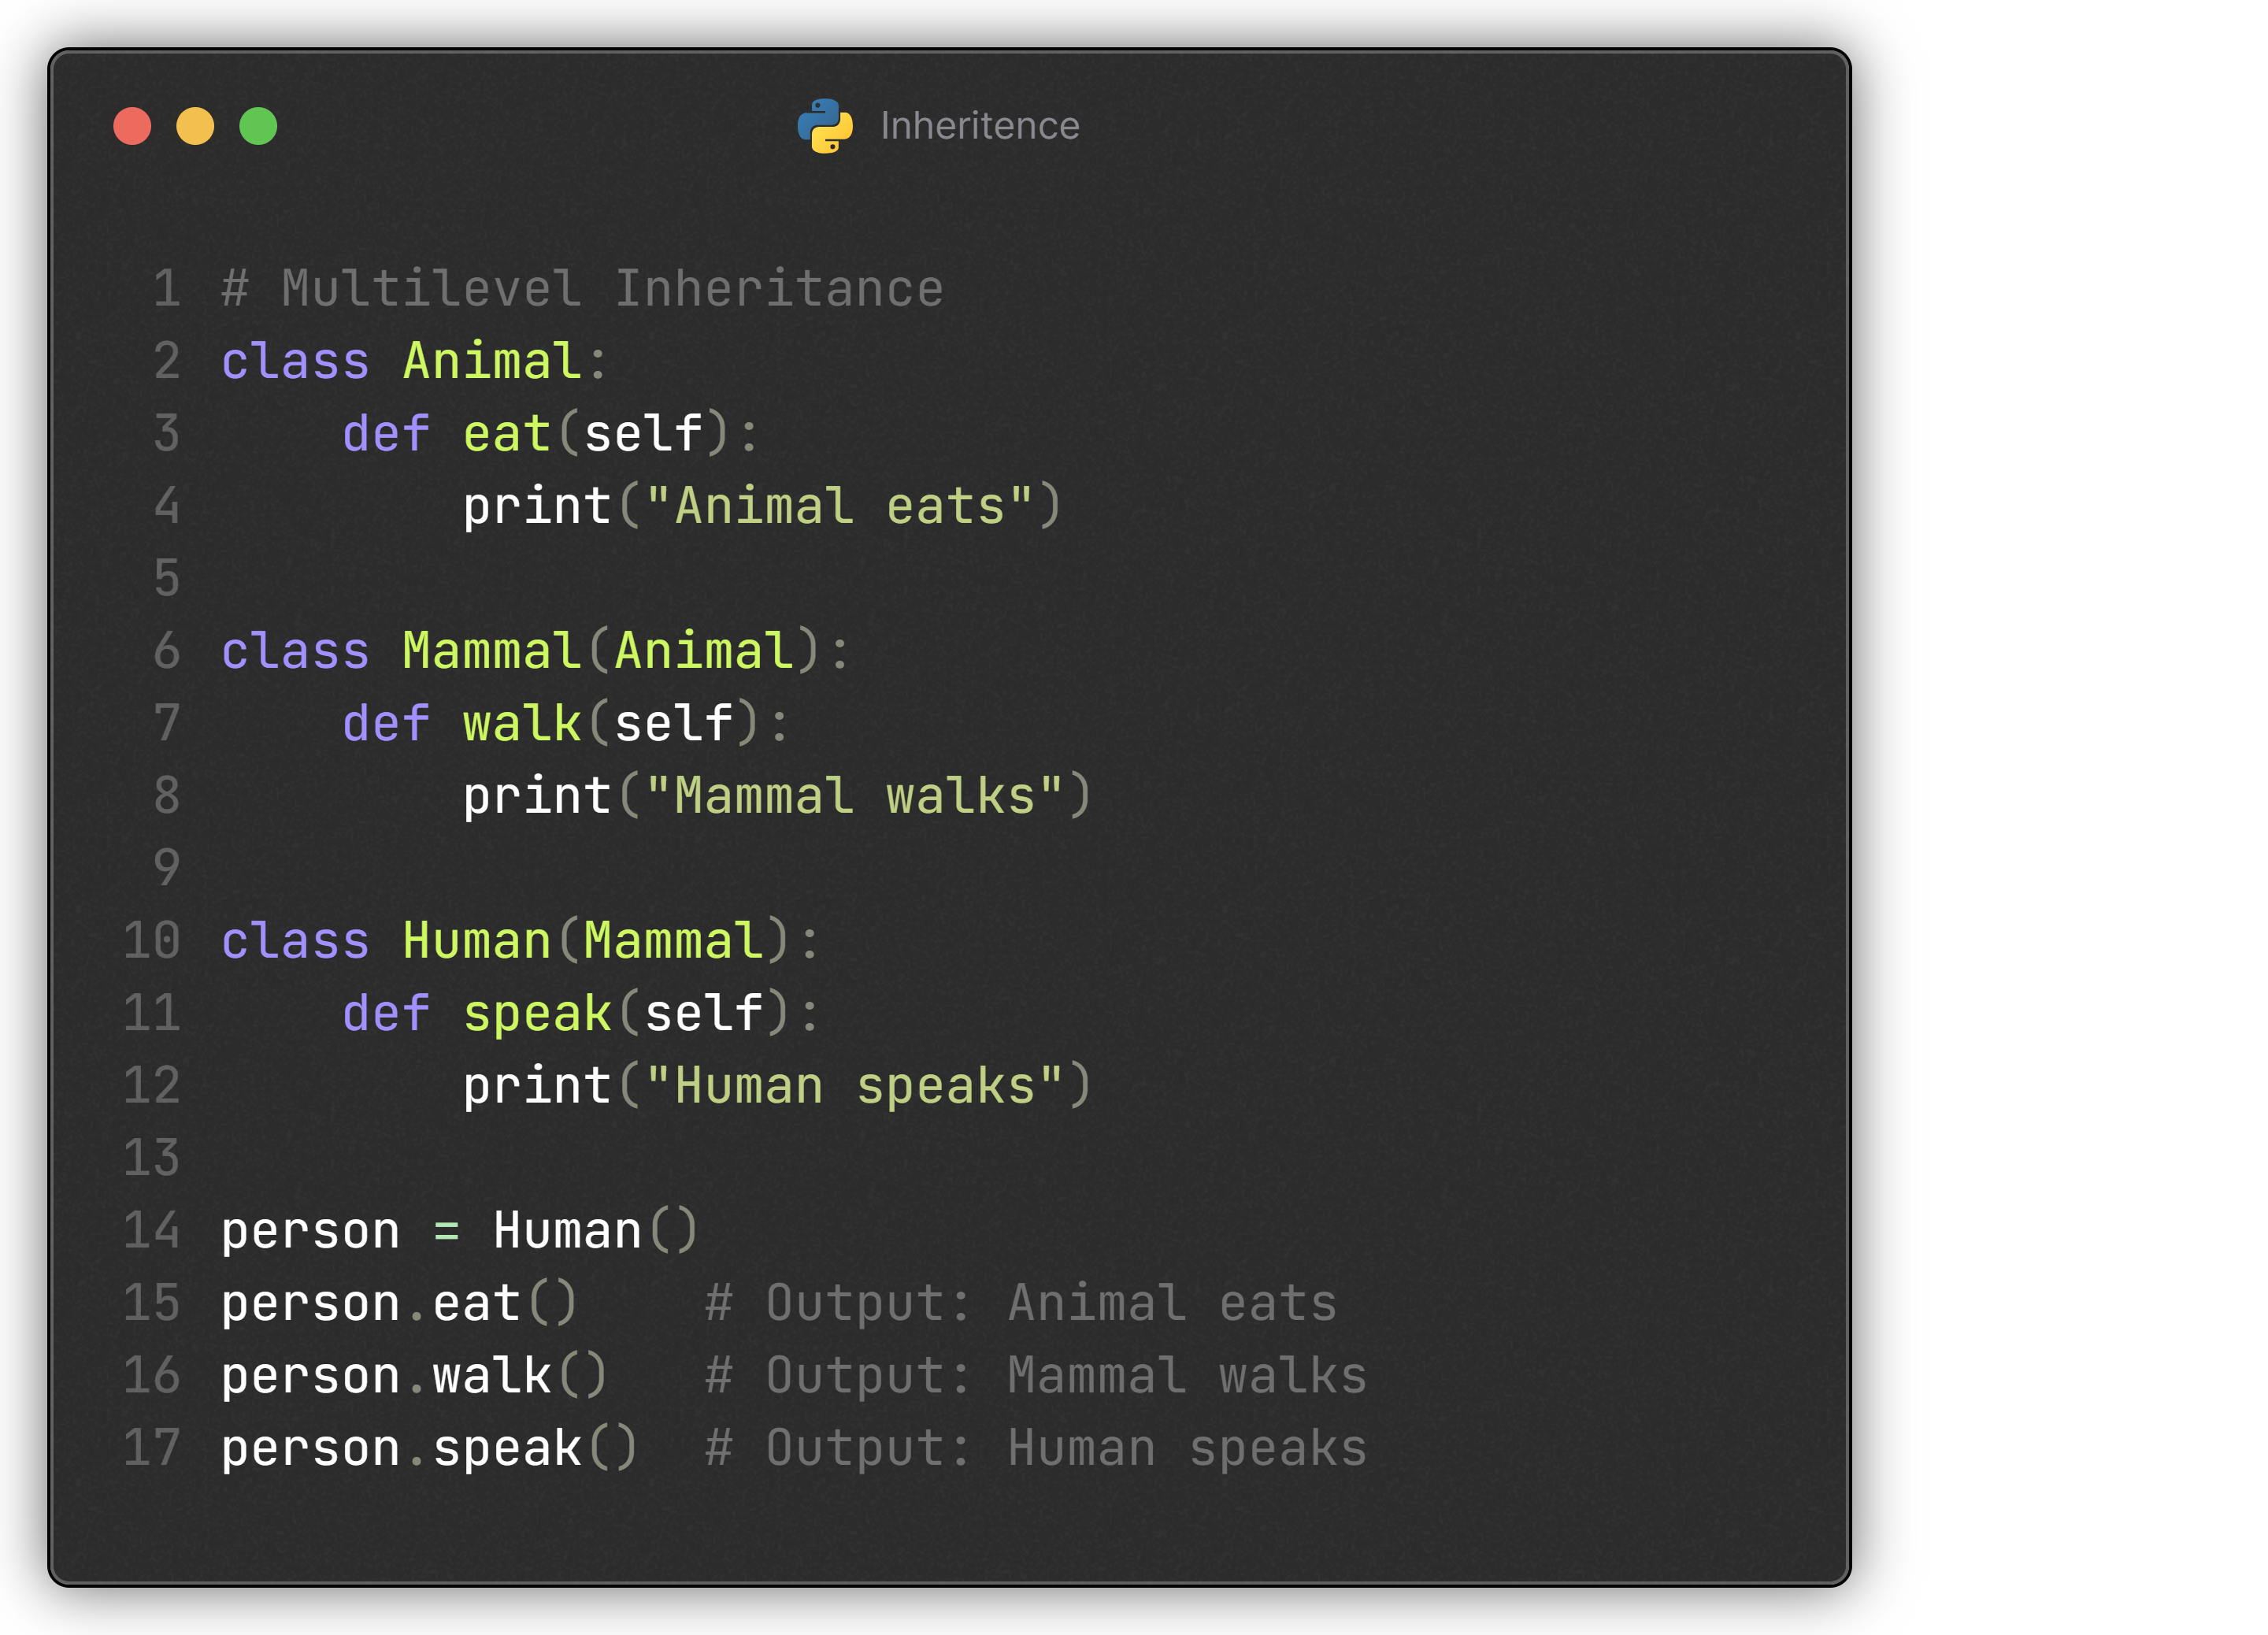 Inheritence
1 # Multilevel Inheritance
2 class Animal:
3     def eat(self):
4         print("Animal eats")
5
6 class Mammal(Animal):
7     def walk(self):
8         print("Mammal walks")
9
10 class Human(Mammal):
11     def speak(self):
12         print("Human speaks")
13
14 person = Human()
15 person.eat()    # Output: Animal eats
16 person.walk()   # Output: Mammal walks
17 person.speak()  # Output: Human speaks